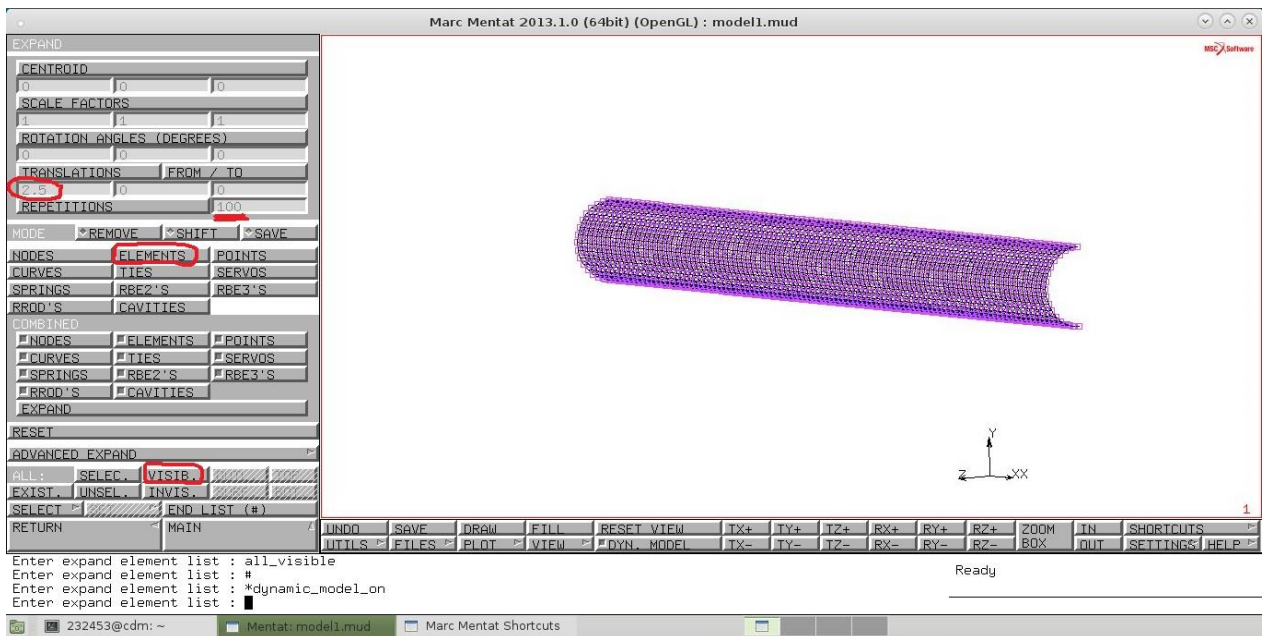 Marc Mentat 2013.1.0 (64bit) (OpenGL) : model1.mud
EXPAND
CENTROID
0 0 0
SCALE FACTORS
1 1 1
ROTATION ANGLES (DEGREES)
0 0 0
TRANSLATIONS FROM / TO
2.5 0 0
REPETITIONS 100
MODE REMOVE SHIFT SAVE
NODES ELEMENTS POINTS
CURVES TIES SERVOS
SPRINGS RBE2'S RBE3'S
RROD'S CAVITIES
COMBINED
NODES ELEMENTS POINTS
CURVES TIES SERVOS
SPRINGS RBE2'S RBE3'S
RROD'S CAVITIES
EXPAND
RESET
ADVANCED EXPAND
ALL: SELEC. VISIB.
EXIST. UNSEL. INVIS.
SELECT END LIST (#)
RETURN MAIN
MSC Software
Y
Z XX
1
UNDO SAVE DRAW FILL RESET VIEW TX+ TY+ TZ+ RX+ RY+ RZ+ ZOOM IN SHORTCUTS
UTILS FILES PLOT VIEW DYN. MODEL TX- TY- TZ- RX- RY- RZ- BOX OUT SETTINGS HELP
Enter expand element list : all_visible
Enter expand element list : #
Enter expand element list : *dynamic_model_on
Enter expand element list :
Ready
232453@cdm: ~ Mentat: model1.mud Marc Mentat Shortcuts